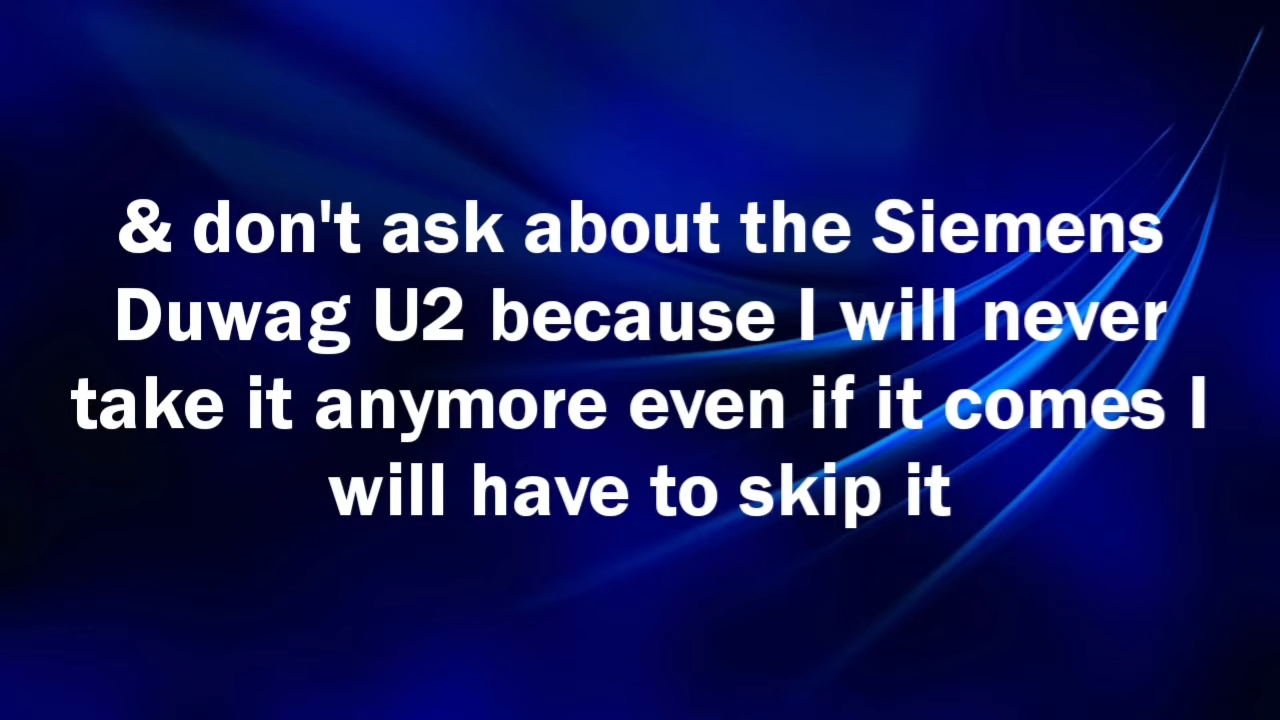 & don't ask about the Siemens
Duwag U2 because I will never
take it anymore even if it comes I
will have to skip it